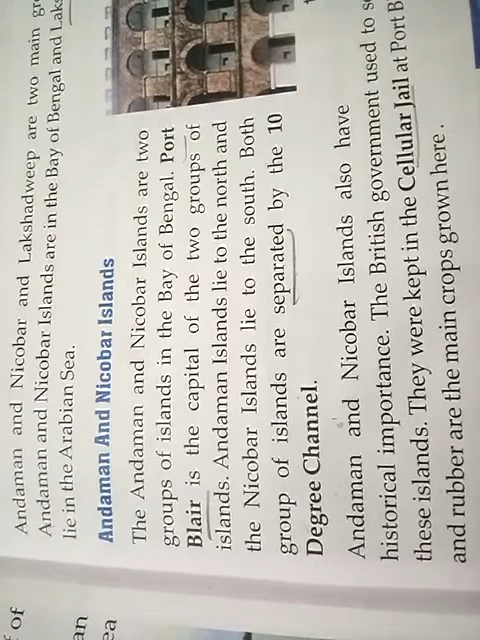 Andaman and Nicobar and Lakshadweep are two main
Andaman and Nicobar Islands are in the Bay of Bengal and
lie in the Arabian Sea.
Andaman And Nicobar Islands
The Andaman and Nicobar Islands are two
groups of islands in the Bay of Bengal. Port
Blair is the capital of the two groups of
islands. Andaman Islands lie to the north and
the Nicobar Islands lie to the south. Both
group of islands are separated by the 10
Degree Channel.
Andaman and Nicobar Islands also have
historical importance. The British government used to
these islands. They were kept in the Cellular Jail at Port
and rubber are the main crops grown here.
of